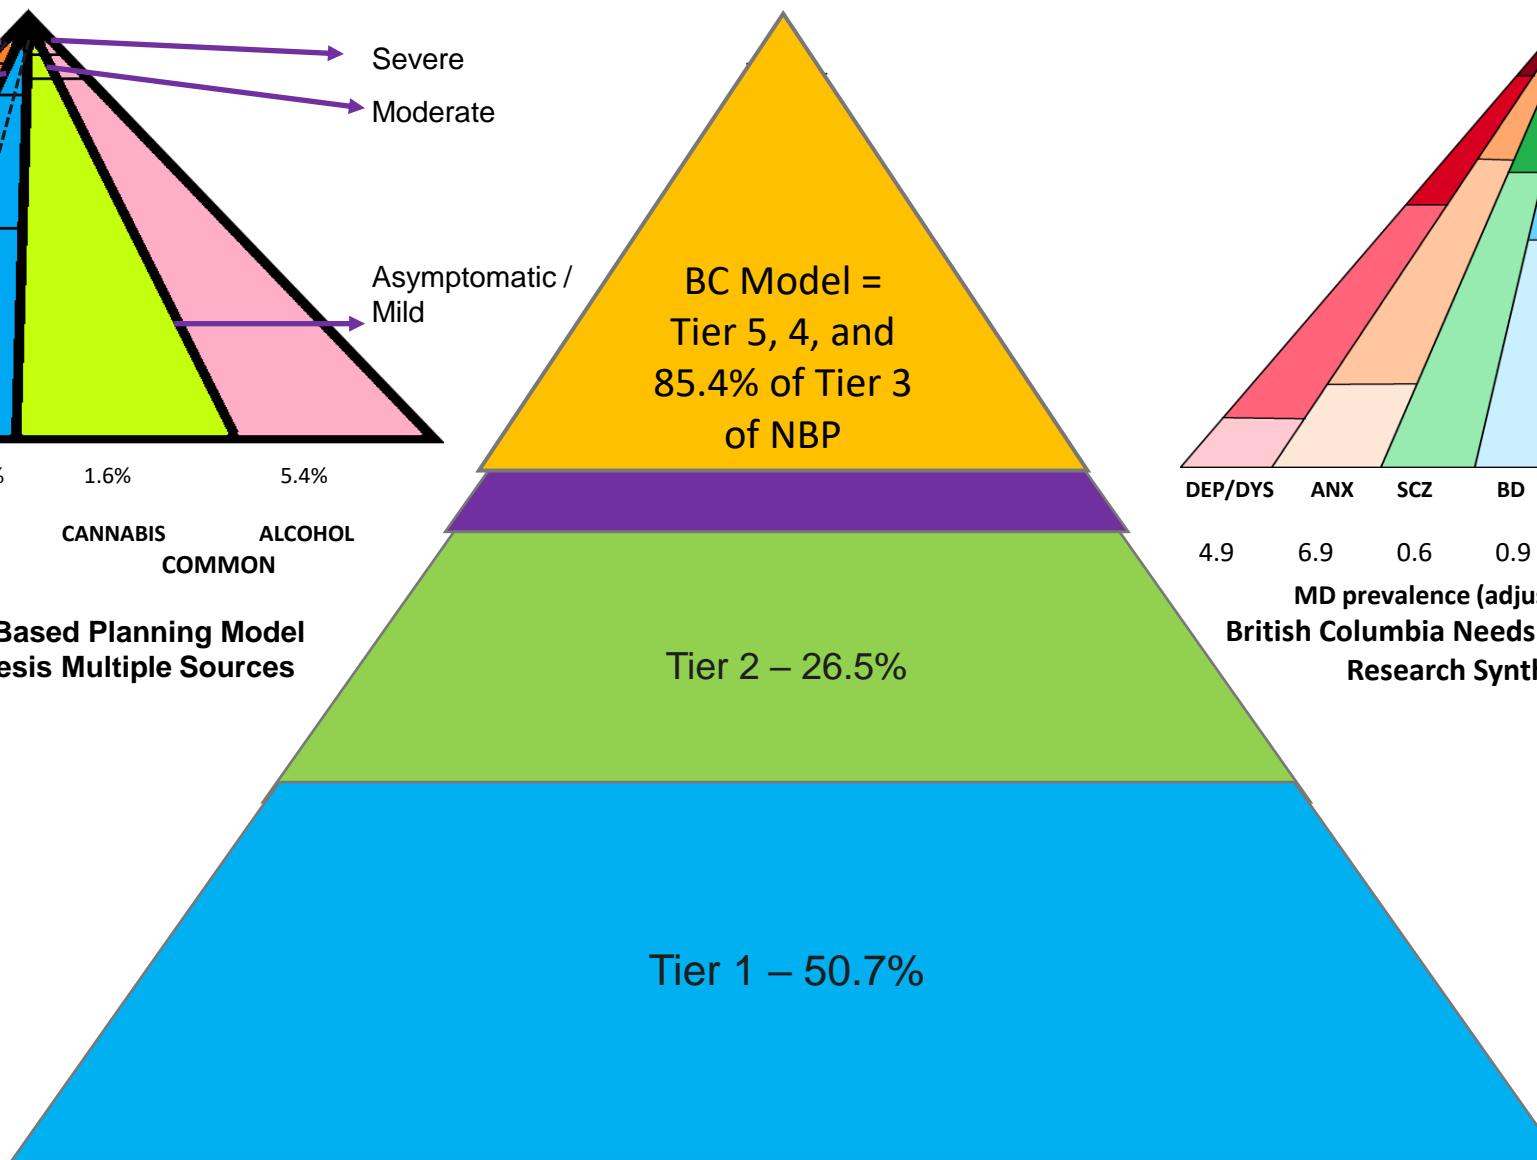 Severe
Moderate
Asymptomatic /
Mild
%
1.6%
5.4%
CANNABIS
ALCOHOL
COMMON
Based Planning Model
esis Multiple Sources
BC Model =
Tier 5, 4, and
85.4% of Tier 3
of NBP
Tier 2 – 26.5%
Tier 1 – 50.7%
DEP/DYS ANX SCZ BD
4.9 6.9 0.6 0.9
MD prevalence (adjus
British Columbia Needs
Research Synt